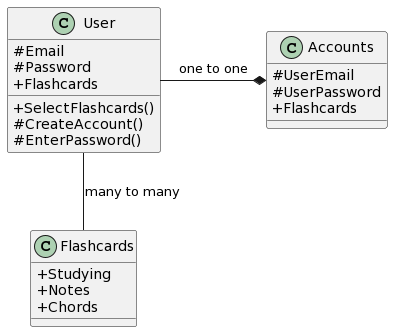 C User
#Email
#Password
+Flashcards
+SelectFlashcards()
#CreateAccount()
#EnterPassword()
one to one
C Accounts
#UserEmail
#UserPassword
+Flashcards
many to many
C Flashcards
+Studying
+Notes
+Chords